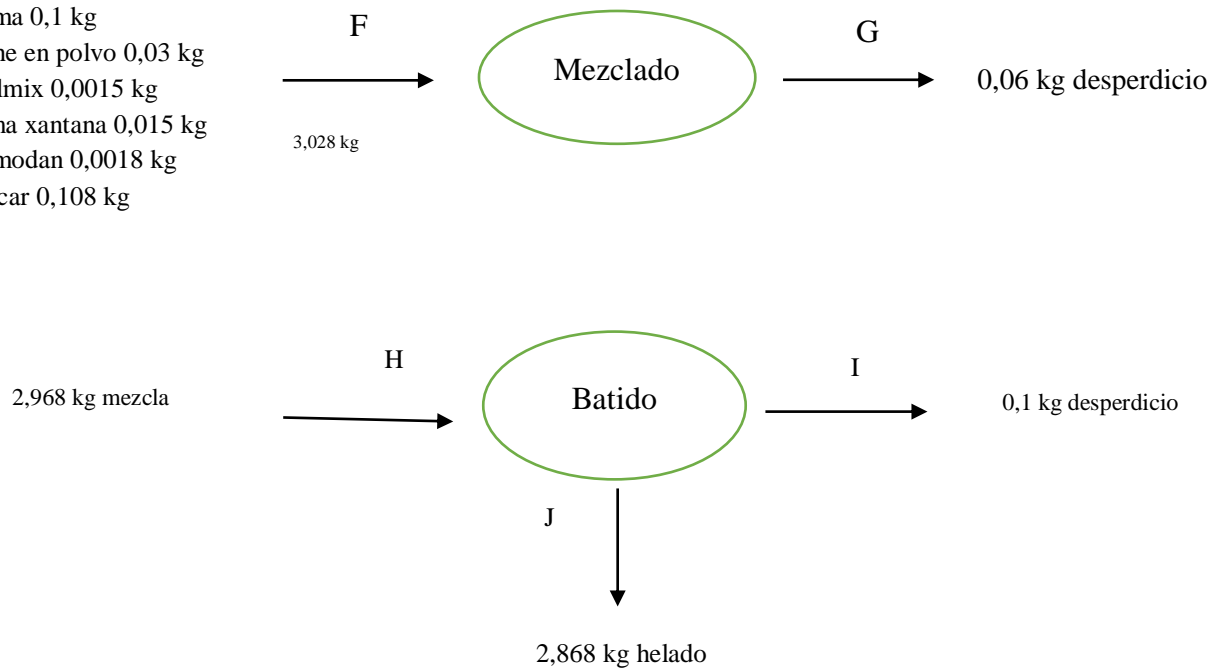 ma 0,1 kg
ne en polvo 0,03 kg
lmix 0,0015 kg
na xantana 0,015 kg
modan 0,0018 kg
car 0,108 kg
F
3,028 kg
Mezclado
G
0,06 kg desperdicio
2,968 kg mezcla
H
Batido
I
0,1 kg desperdicio
J
2,868 kg helado